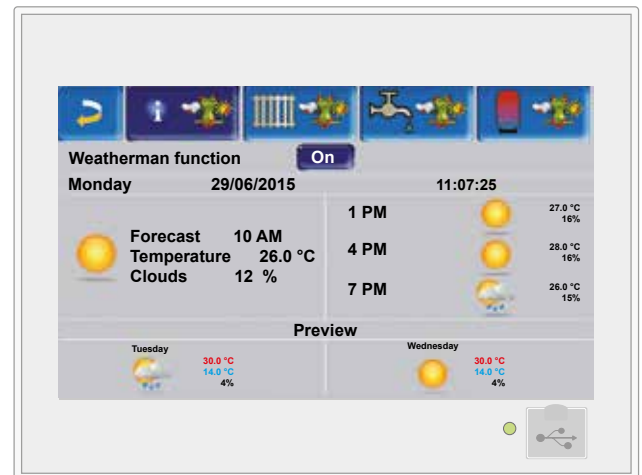 Weatherman function On
Monday 29/06/2015 11:07:25
Forecast 10 AM
Temperature 26.0 °C
Clouds 12 %
1 PM 27.0 °C
16%
4 PM 28.0 °C
16%
7 PM 26.0 °C
15%
Preview
Tuesday
30.0 °C
14.0 °C
4%
Wednesday
30.0 °C
14.0 °C
4%